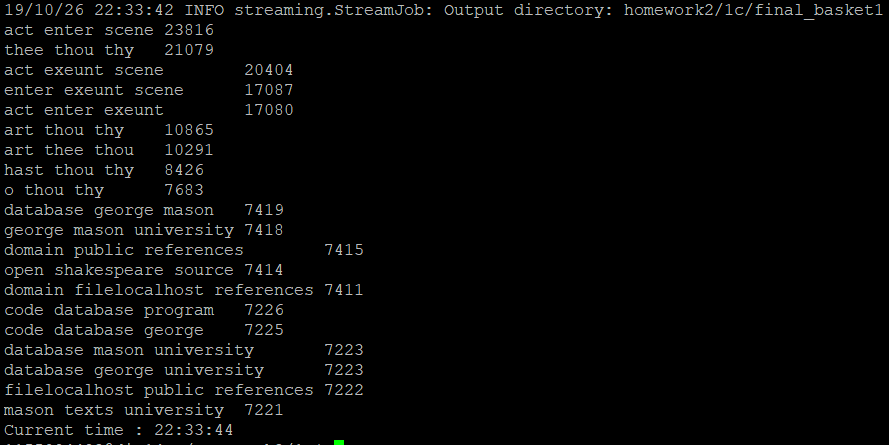 19/10/26 22:33:42 INFO streaming.StreamJob: Output directory: homework2/1c/final_basket1
act enter scene 23816
thee thou thy 21079
act exeunt scene 20404
enter exeunt scene 17087
act enter exeunt 17080
art thou thy 10865
art thee thou 10291
hast thou thy 8426
o thou thy 7683
database george mason 7419
george mason university 7418
domain public references 7415
open shakespeare source 7414
domain filelocalhost references 7411
code database program 7226
code database george 7225
database mason university 7223
database george university 7223
filelocalhost public references 7222
mason texts university 7221
Current time : 22:33:44